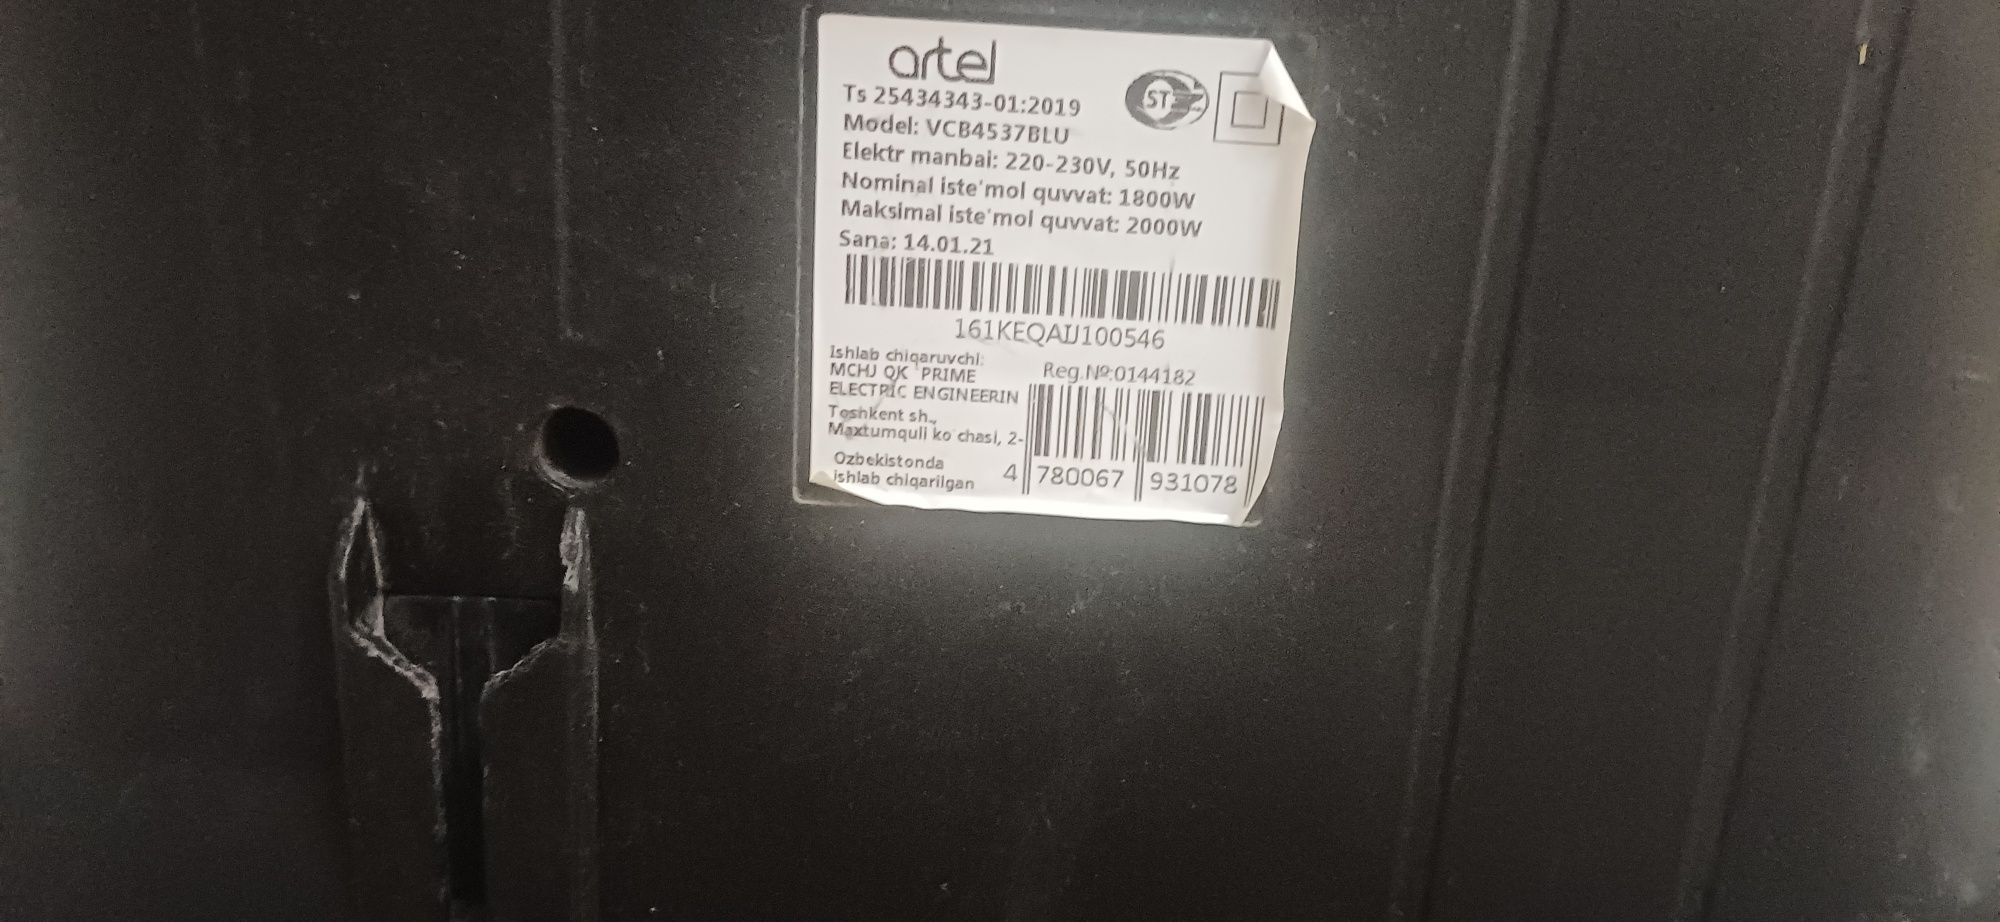 artel
Ts 25434343-01:2019
ST
Model: VCB4537BLU
Elektr manbai: 220-230V, 50Hz
Nominal iste'mol quvvat: 1800W
Maksimal iste'mol quvvat: 2000W
Sana: 14.01.21
161KEQAIJ100546
Ishlab chiqaruvchi:
MCHJ QK "PRIME
ELECTRIC ENGINEERIN
Toshkent sh.,
Maxtumquli ko chasi, 2-
Ozbekistonda
ishlab chiqarilgan
Reg.№:0144182
4 780067 931078